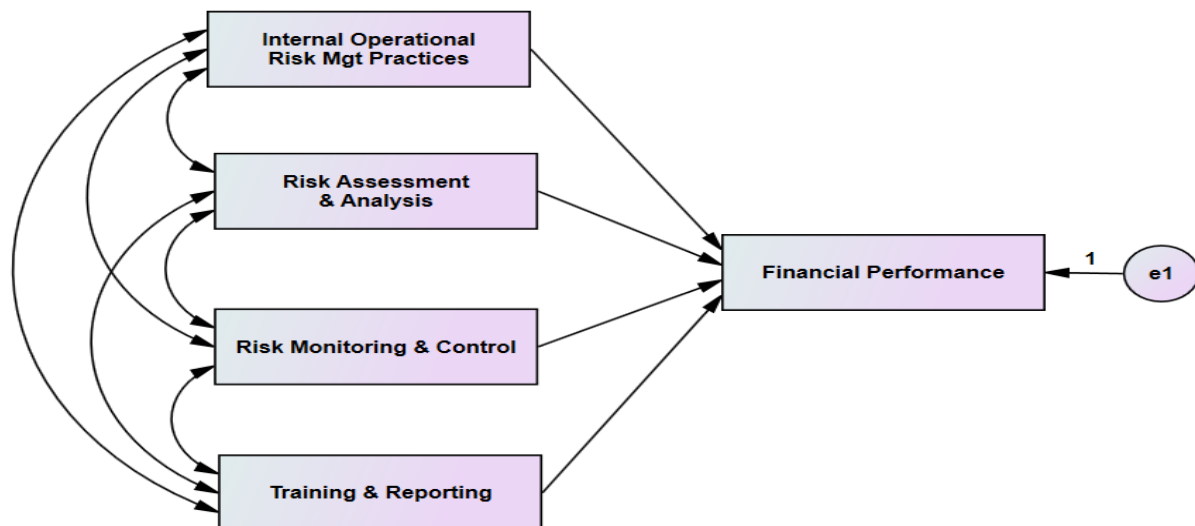 Internal Operational
Risk Mgt Practices
Risk Assessment
& Analysis
Financial Performance
1
e1
Risk Monitoring & Control
Training & Reporting